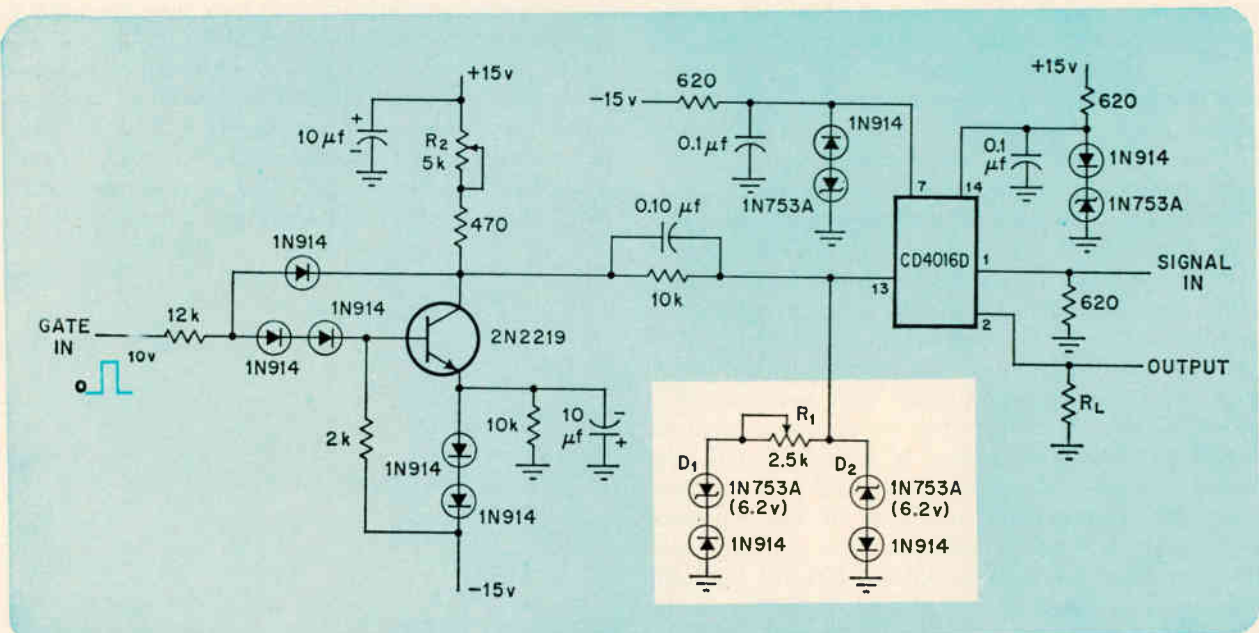 +15v
10 µf
+
−
R2
5k
470
−15 v
620
0.1µf
1N914
1N753A
+15v
620
0.1
µf
1N914
1N753A
7
14
0.10 µf
10k
CD4016D
13
1
2
SIGNAL
IN
620
OUTPUT
RL
1N914
GATE
IN
12k
1N914
1N914
10v
0
2N2219
2k
10k
10
µf
−
+
1N914
1N914
−15v
R1
2.5k
D1
1N753A
(6.2v)
1N914
D2
1N753A
(6.2v)
1N914